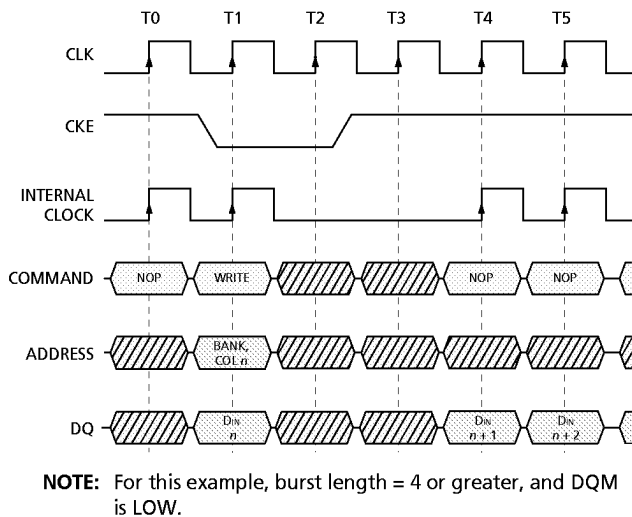 T0 T1 T2 T3 T4 T5
CLK
CKE
INTERNAL
CLOCK
COMMAND NOP WRITE NOP NOP
ADDRESS BANK,
COL n
DQ DIN DIN DIN
n n + 1 n + 2
NOTE: For this example, burst length = 4 or greater, and DQM
is LOW.